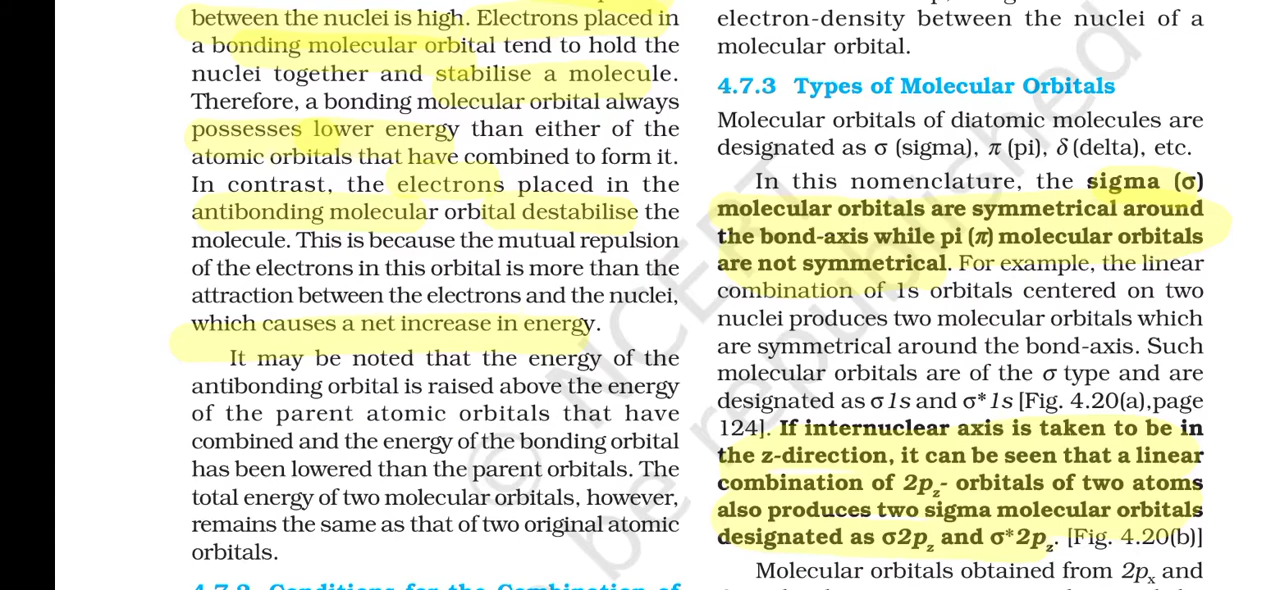 between the nuclei is high. Electrons placed in
a bonding molecular orbital tend to hold the
nuclei together and stabilise a molecule.
Therefore, a bonding molecular orbital always
possesses lower energy than either of the
atomic orbitals that have combined to form it.
In contrast, the electrons placed in the
antibonding molecular orbital destabilise the
molecule. This is because the mutual repulsion
of the electrons in this orbital is more than the
attraction between the electrons and the nuclei,
which causes a net increase in energy.
It may be noted that the energy of the
antibonding orbital is raised above the energy
of the parent atomic orbitals that have
combined and the energy of the bonding orbital
has been lowered than the parent orbitals. The
total energy of two molecular orbitals, however,
remains the same as that of two original atomic
orbitals.
electron-density between the nuclei of a
molecular orbital.
4.7.3 Types of Molecular Orbitals
Molecular orbitals of diatomic molecules are
designated as σ (sigma), π (pi), δ (delta), etc.
In this nomenclature, the sigma (σ)
molecular orbitals are symmetrical around
the bond-axis while pi (π) molecular orbitals
are not symmetrical. For example, the linear
combination of 1s orbitals centered on two
nuclei produces two molecular orbitals which
are symmetrical around the bond-axis. Such
molecular orbitals are of the σ type and are
designated as σ1s and σ*1s [Fig. 4.20(a),page
124]. If internuclear axis is taken to be in
the z-direction, it can be seen that a linear
combination of 2pz- orbitals of two atoms
also produces two sigma molecular orbitals
designated as σ2pz and σ*2pz. [Fig. 4.20(b)]
Molecular orbitals obtained from 2px and
© NCERT
be republished